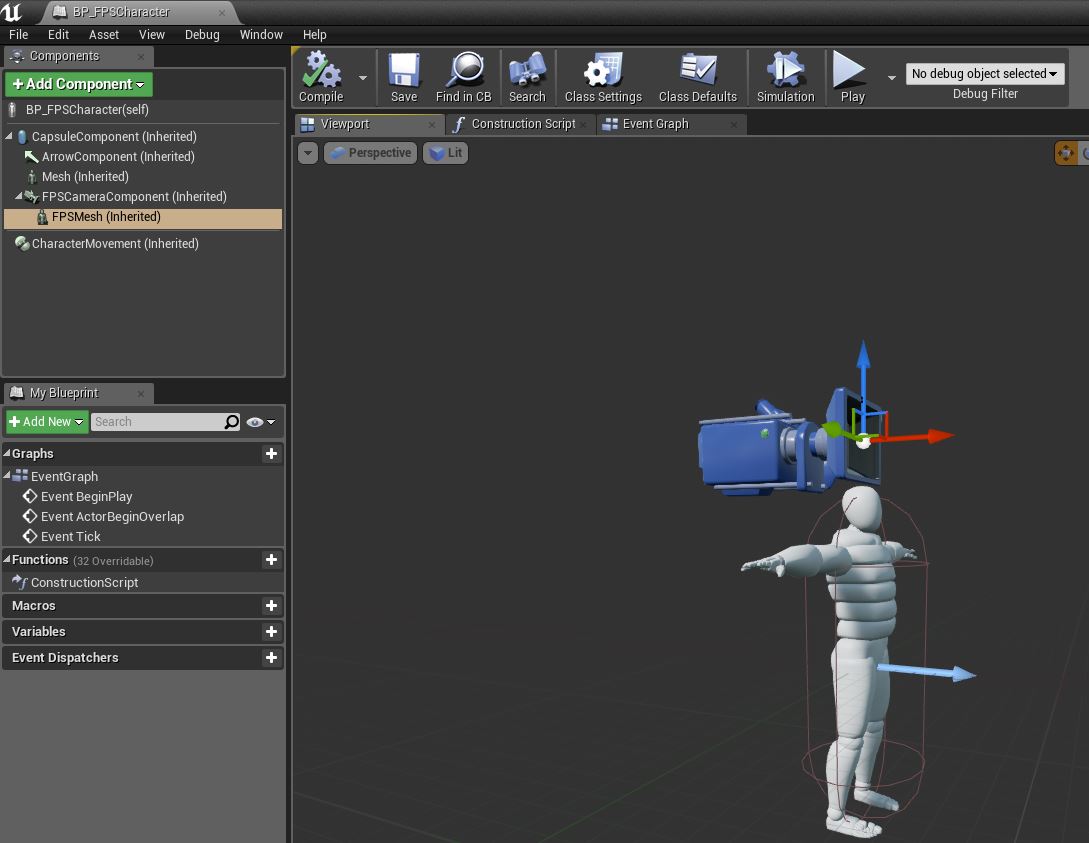 BP_FPSCharacter
File Edit Asset View Debug Window Help
Components
+Add Component
BP_FPSCharacter(self)
CapsuleComponent (Inherited)
ArrowComponent (Inherited)
Mesh (Inherited)
FPSCameraComponent (Inherited)
FPSMesh (Inherited)
CharacterMovement (Inherited)
My Blueprint
+Add New
Search
Graphs
EventGraph
Event BeginPlay
Event ActorBeginOverlap
Event Tick
Functions (32 Overridable)
ConstructionScript
Macros
Variables
Event Dispatchers
Compile Save Find in CB Search Class Settings Class Defaults Simulation Play
No debug object selected
Debug Filter
Viewport Construction Script Event Graph
Perspective Lit